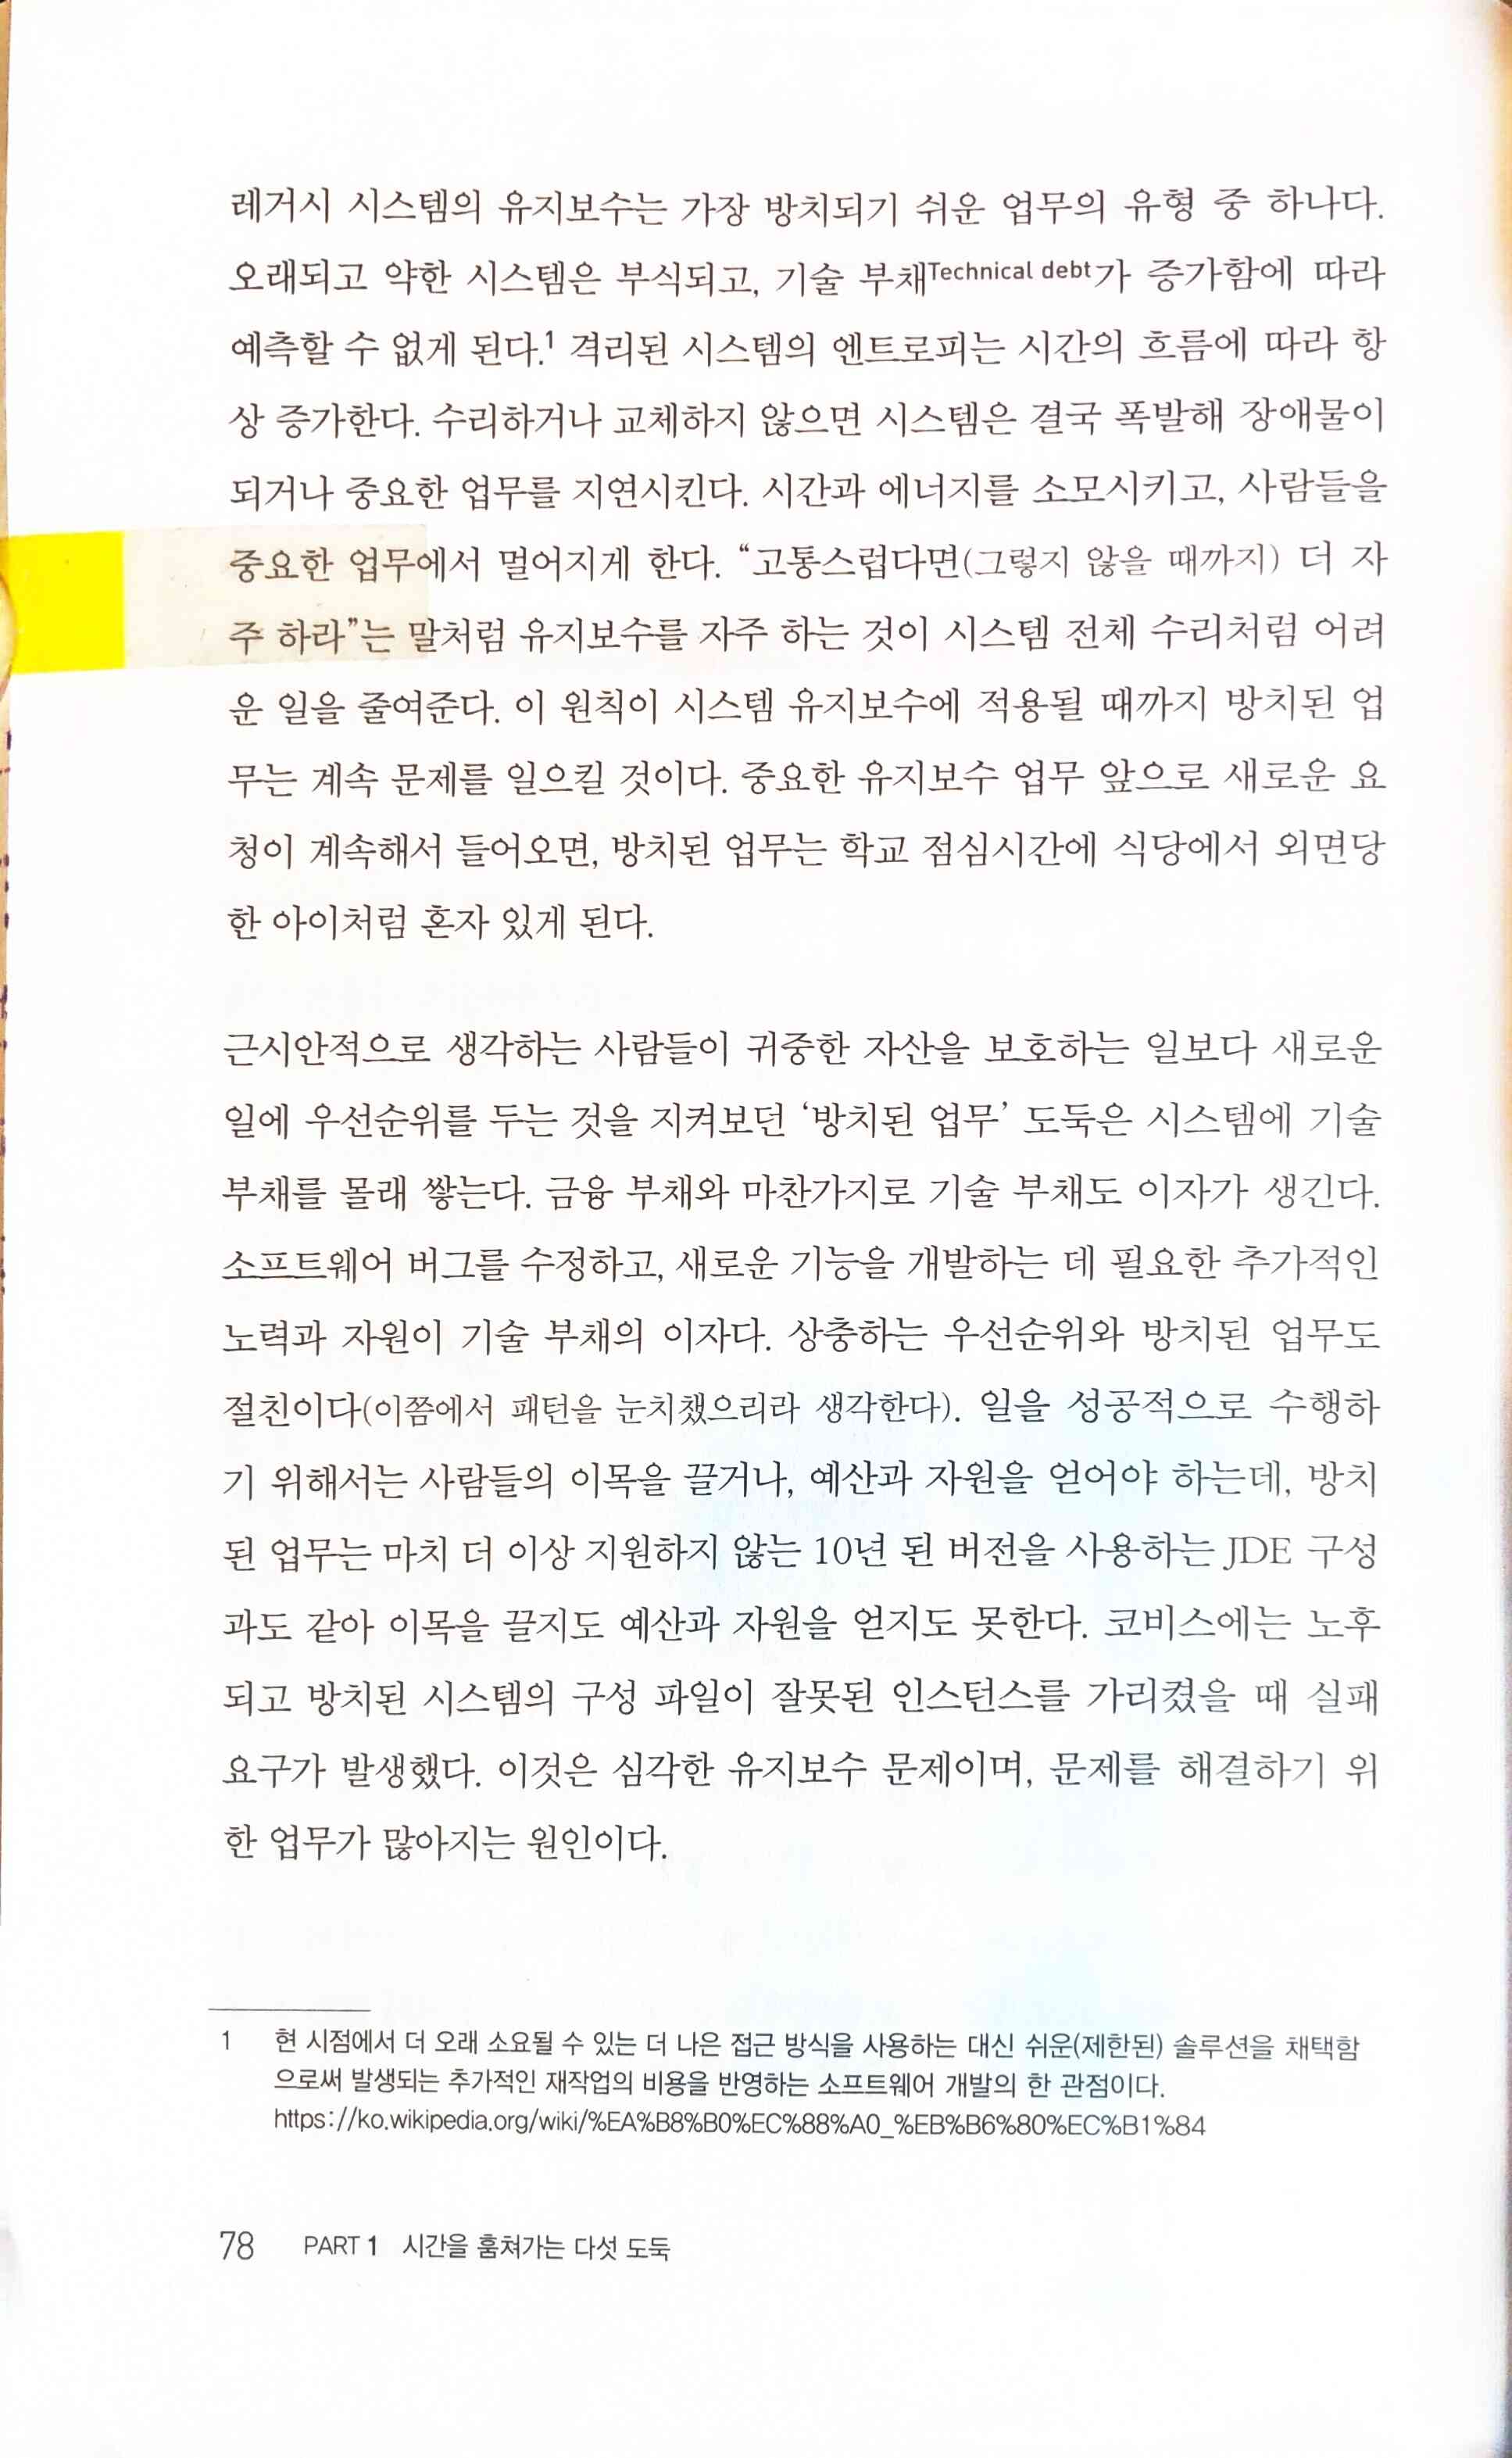 레거시 시스템의 유지보수는 가장 방치되기 쉬운 업무의 유형 중 하나다.
오래되고 약한 시스템은 부식되고, 기술 부채Technical debt가 증가함에 따라
예측할 수 없게 된다.1 격리된 시스템의 엔트로피는 시간의 흐름에 따라 항
상 증가한다. 수리하거나 교체하지 않으면 시스템은 결국 폭발해 장애물이
되거나 중요한 업무를 지연시킨다. 시간과 에너지를 소모시키고, 사람들을
중요한 업무에서 멀어지게 한다. “고통스럽다면(그렇지 않을 때까지) 더 자
주 하라”는 말처럼 유지보수를 자주 하는 것이 시스템 전체 수리처럼 어려
운 일을 줄여준다. 이 원칙이 시스템 유지보수에 적용될 때까지 방치된 업
무는 계속 문제를 일으킬 것이다. 중요한 유지보수 업무 앞으로 새로운 요
청이 계속해서 들어오면, 방치된 업무는 학교 점심시간에 식당에서 외면당
한 아이처럼 혼자 있게 된다.
근시안적으로 생각하는 사람들이 귀중한 자산을 보호하는 일보다 새로운
일에 우선순위를 두는 것을 지켜보던 ‘방치된 업무’ 도둑은 시스템에 기술
부채를 몰래 쌓는다. 금융 부채와 마찬가지로 기술 부채도 이자가 생긴다.
소프트웨어 버그를 수정하고, 새로운 기능을 개발하는 데 필요한 추가적인
노력과 자원이 기술 부채의 이자다. 상충하는 우선순위와 방치된 업무도
절친이다(이쯤에서 패턴을 눈치챘으리라 생각한다). 일을 성공적으로 수행하
기 위해서는 사람들의 이목을 끌거나, 예산과 자원을 얻어야 하는데, 방치
된 업무는 마치 더 이상 지원하지 않는 10년 된 버전을 사용하는 JDE 구성
과도 같아 이목을 끌지도 예산과 자원을 얻지도 못한다. 코비스에는 노후
되고 방치된 시스템의 구성 파일이 잘못된 인스턴스를 가리켰을 때 실패
요구가 발생했다. 이것은 심각한 유지보수 문제이며, 문제를 해결하기 위
한 업무가 많아지는 원인이다.
1 현 시점에서 더 오래 소요될 수 있는 더 나은 접근 방식을 사용하는 대신 쉬운(제한된) 솔루션을 채택함
으로써 발생되는 추가적인 재작업의 비용을 반영하는 소프트웨어 개발의 한 관점이다.
https://ko.wikipedia.org/wiki/%EA%B8%B0%EC%88%A0_%EB%B6%80%EC%B1%84
78 PART 1 시간을 훔쳐가는 다섯 도둑